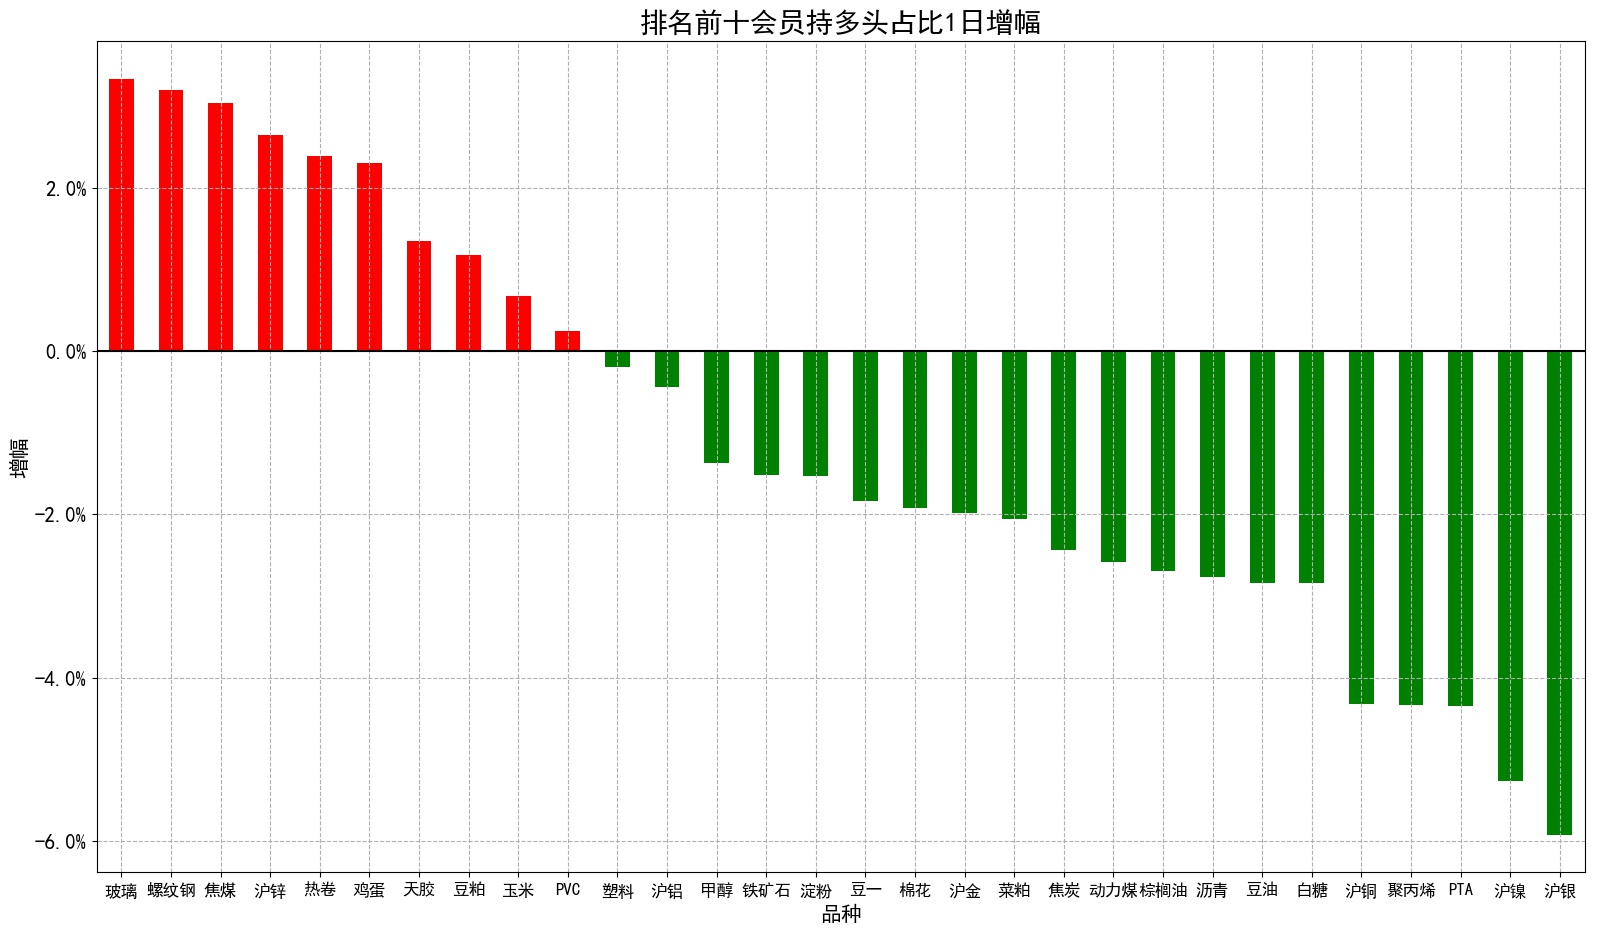 排名前十会员持多头占比1日增幅
2.0%
0.0%
−2.0%
−4.0%
−6.0%
增幅
玻璃 螺纹钢 焦煤 沪锌 热卷 鸡蛋 天胶 豆粕 玉米 PVC 塑料 沪铝 甲醇 铁矿石 淀粉 豆一 棉花 沪金 菜粕 焦炭 动力煤 棕榈油 沥青 豆油 白糖 沪铜 聚丙烯 PTA 沪镍 沪银
品种